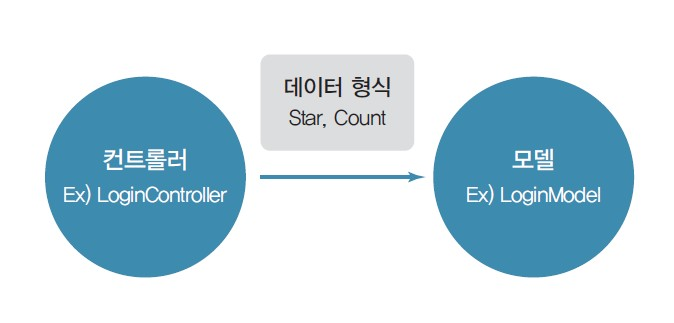 데이터 형식
Star, Count
컨트롤러
Ex) LoginController
모델
Ex) LoginModel